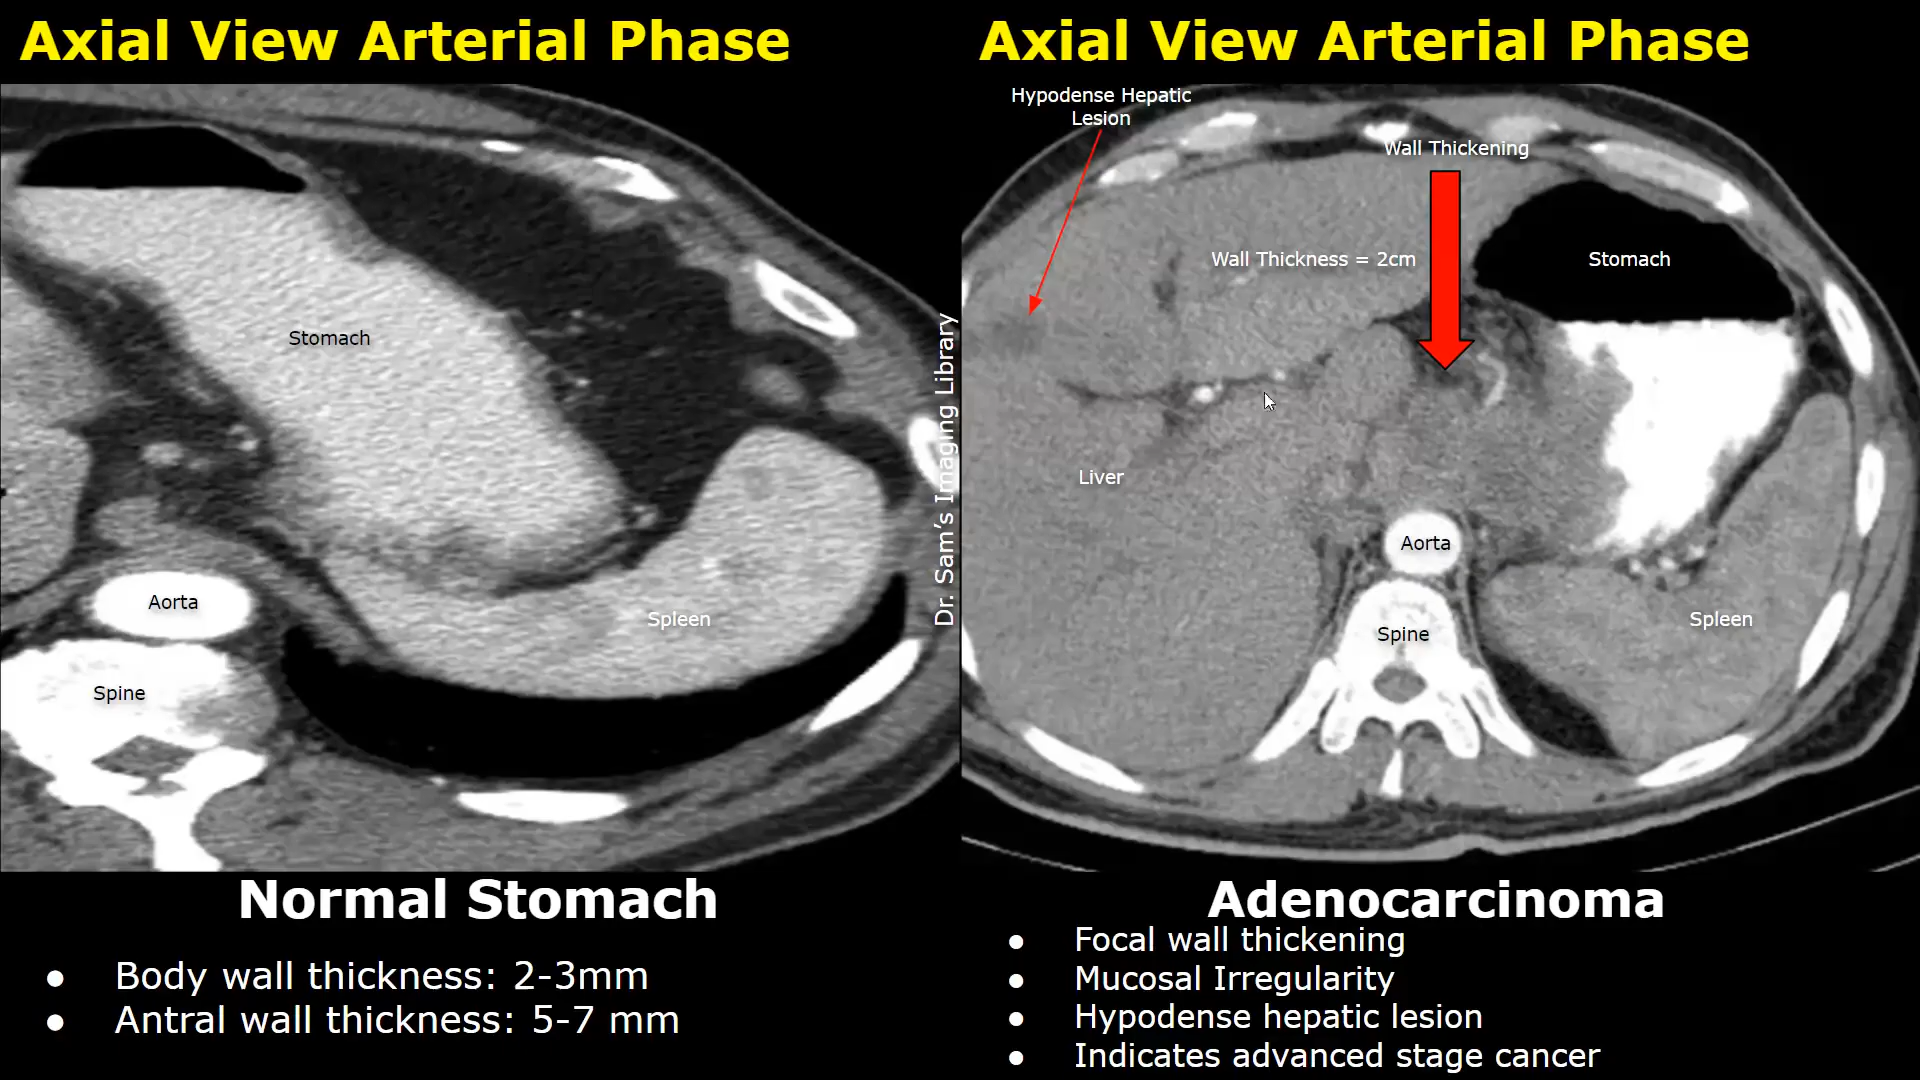 Axial View Arterial Phase
Stomach
Aorta
Spleen
Spine
Normal Stomach
● Body wall thickness: 2-3mm
● Antral wall thickness: 5-7 mm
Dr. Sam's Imaging Library
Axial View Arterial Phase
Hypodense Hepatic
Lesion
Wall Thickening
Wall Thickness = 2cm
Stomach
Liver
Aorta
Spleen
Spine
Adenocarcinoma
● Focal wall thickening
● Mucosal Irregularity
● Hypodense hepatic lesion
● Indicates advanced stage cancer